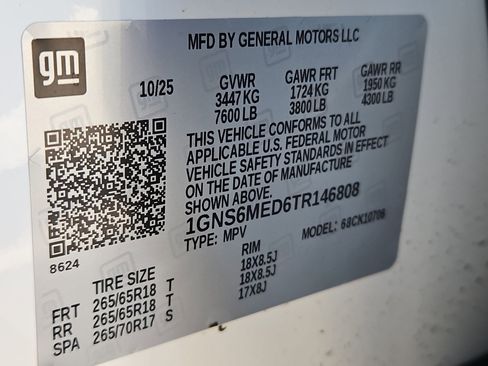 gm
MFD BY GENERAL MOTORS LLC
10/25 GVWR GAWR FRT GAWR RR
3447 KG 1724 KG 1950 KG
7600 LB 3800 LB 4300 LB
THIS VEHICLE CONFORMS TO ALL
APPLICABLE U.S. FEDERAL MOTOR
VEHICLE SAFETY STANDARDS IN EFFECT
ON THE DATE OF MANUFACTURE
SHOWN ABOVE.
1GNS6MED6TR146808
TYPE: MPV MODEL: 68CK10706
8624
TIRE SIZE RIM
FRT 265/65R18 T 18X8.5J
RR 265/65R18 T 18X8.5J
SPA 265/70R17 S 17X8J